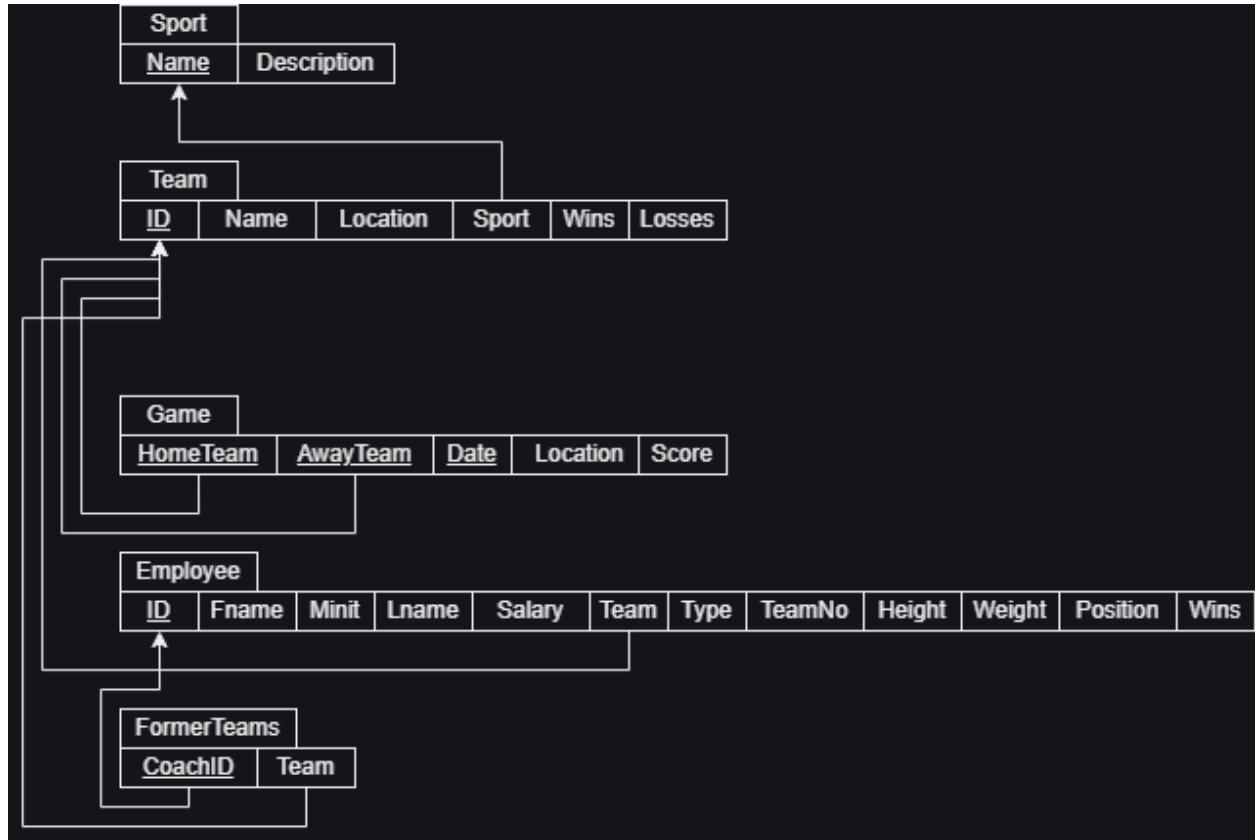 Sport
Name Description
Team
ID Name Location Sport Wins Losses
Game
HomeTeam AwayTeam Date Location Score
Employee
ID Fname Minit Lname Salary Team Type TeamNo Height Weight Position Wins
FormerTeams
CoachID Team